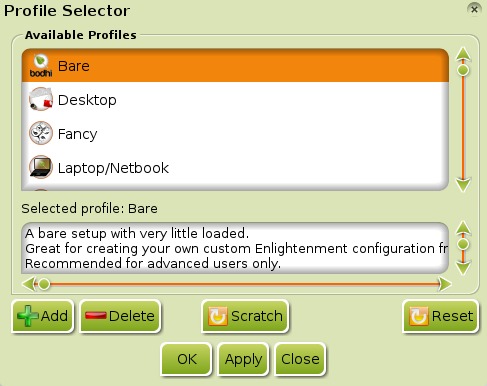 Profile Selector
Available Profiles
bodhi
Bare
Desktop
Fancy
Laptop/Netbook
Selected profile: Bare
A bare setup with very little loaded.
Great for creating your own custom Enlightenment configuration fr
Recommended for advanced users only.
Add
Delete
Scratch
Reset
OK
Apply
Close